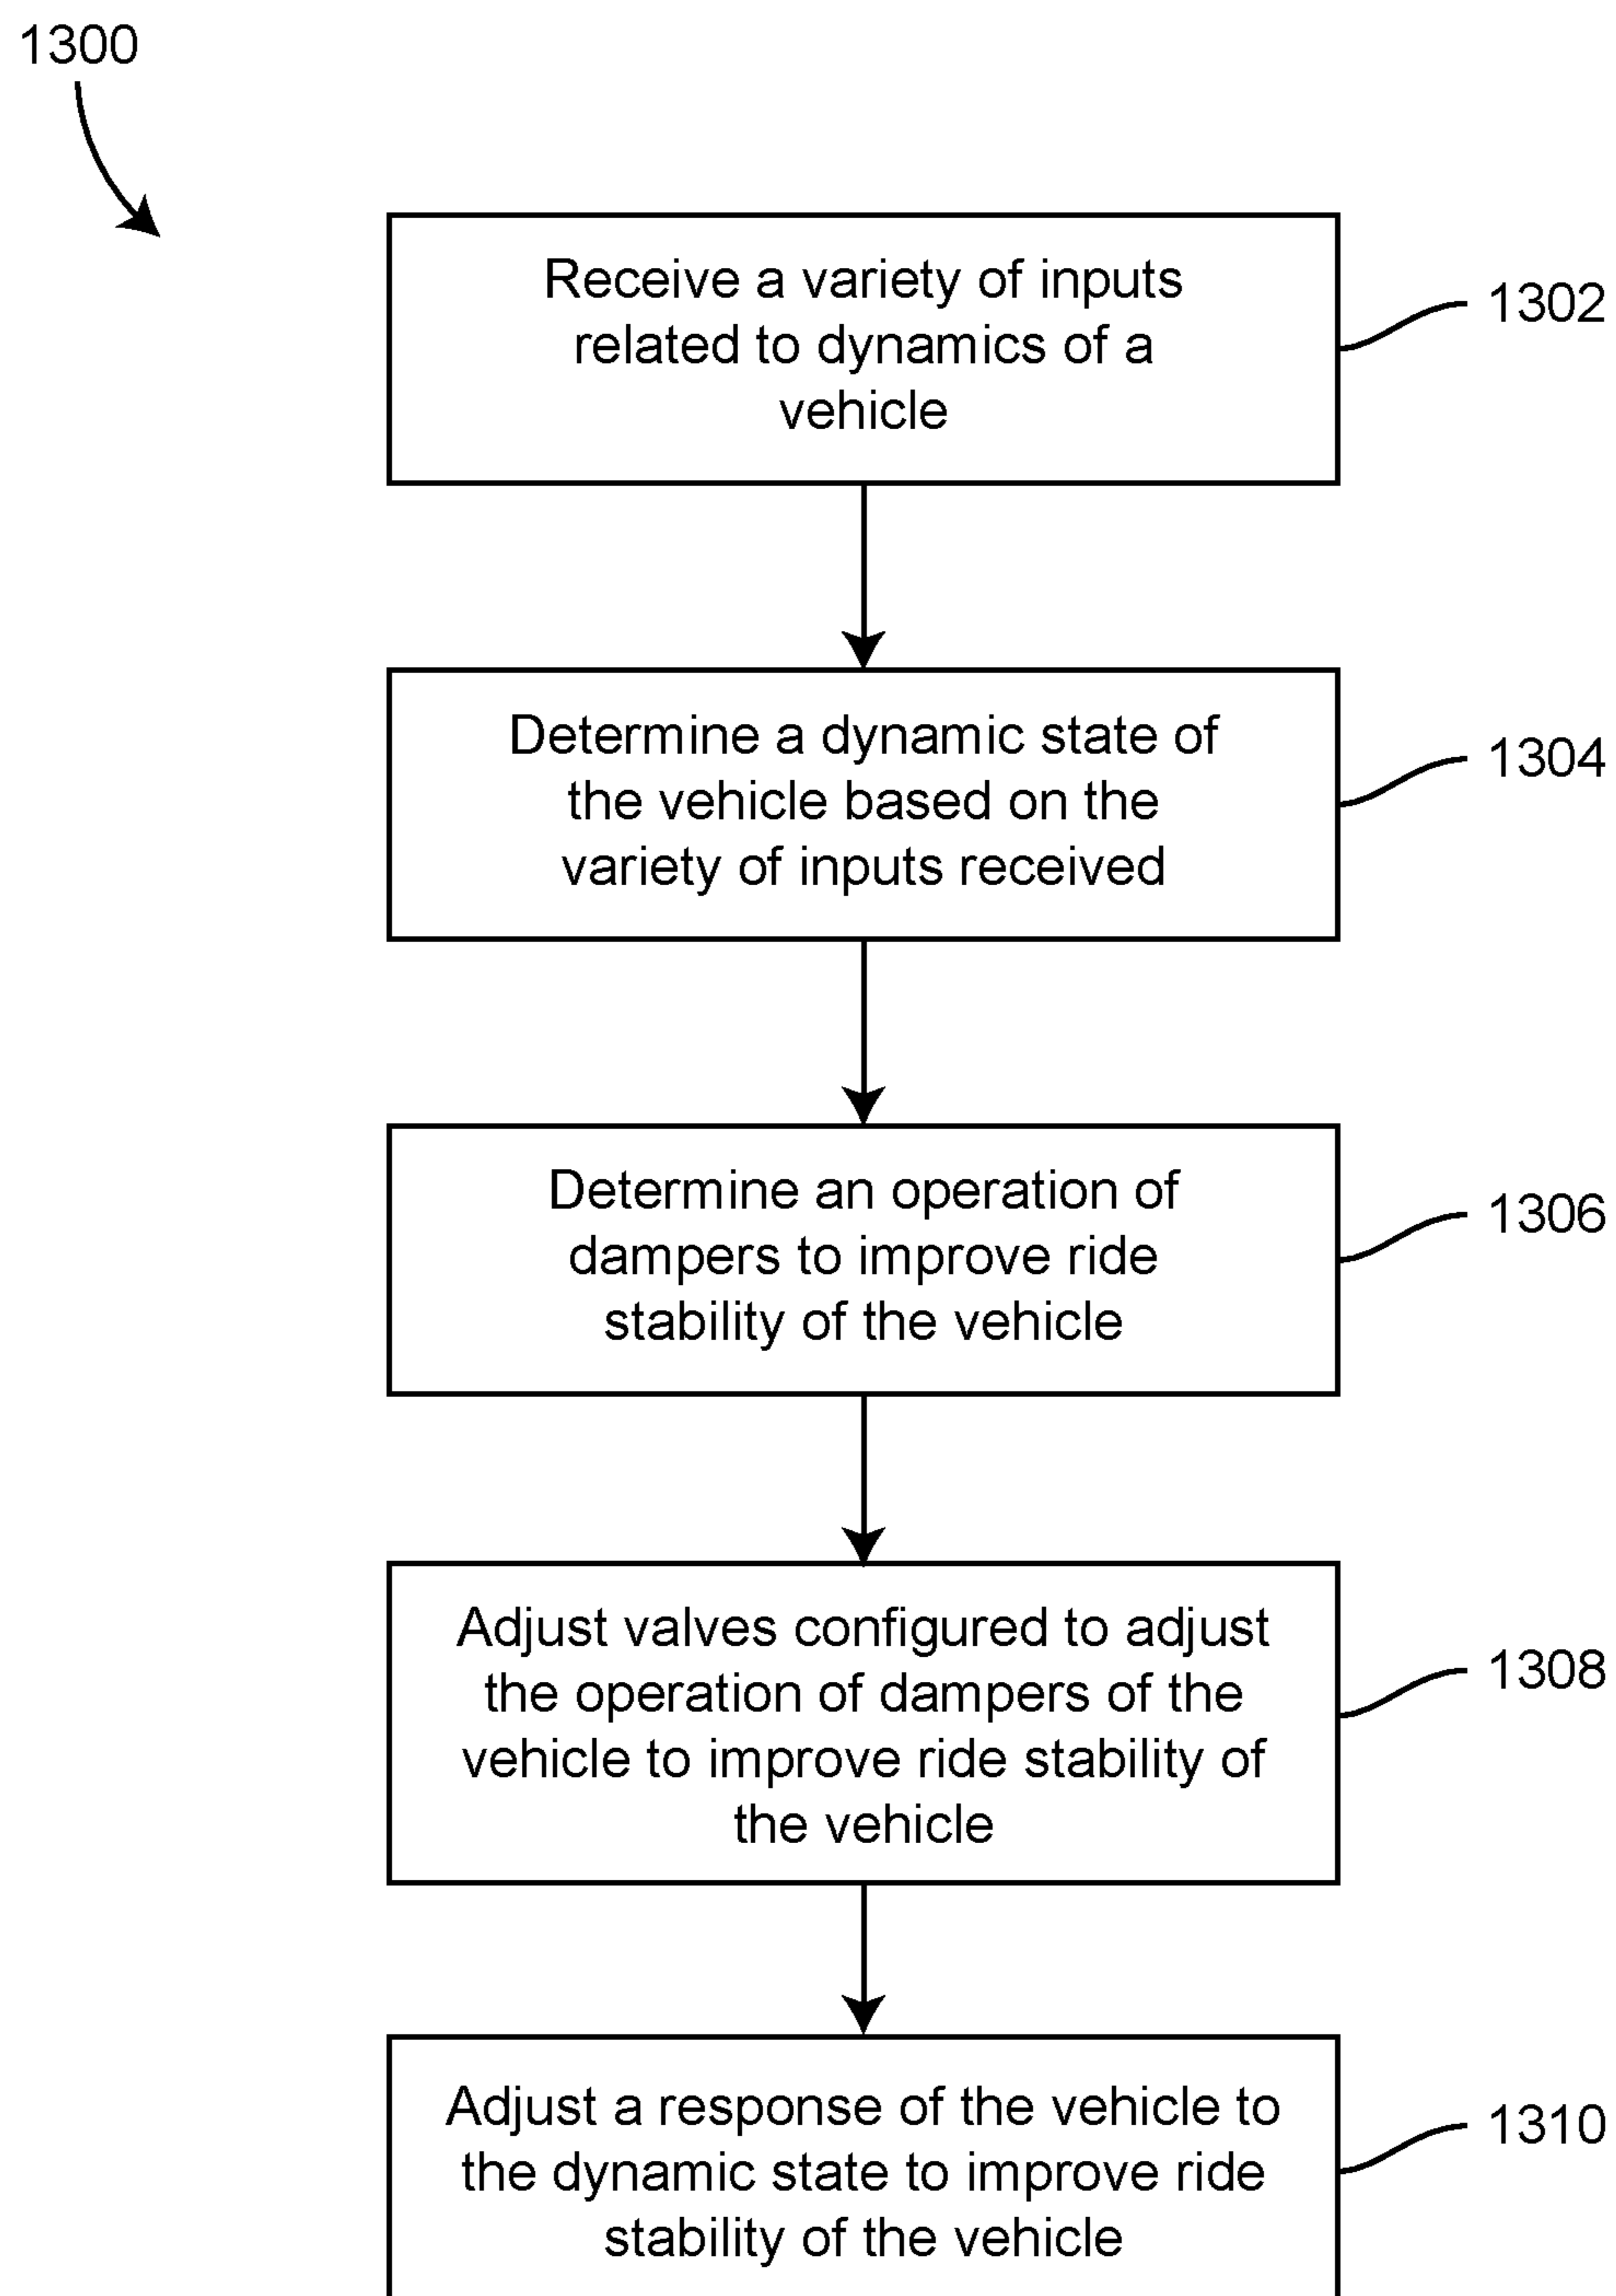 1300
Receive a variety of inputs
related to dynamics of a
vehicle
1302
Determine a dynamic state of
the vehicle based on the
variety of inputs received
1304
Determine an operation of
dampers to improve ride
stability of the vehicle
1306
Adjust valves configured to adjust
the operation of dampers of the
vehicle to improve ride stability of
the vehicle
1308
Adjust a response of the vehicle to
the dynamic state to improve ride
stability of the vehicle
1310